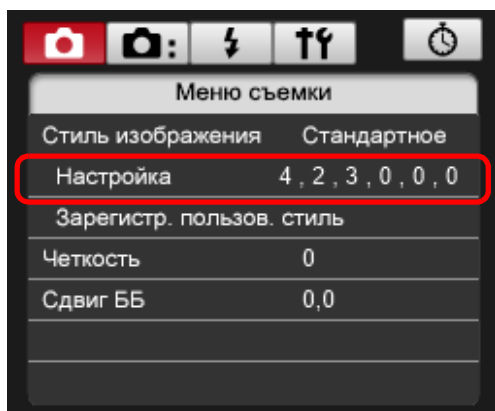 Меню съемки
Стиль изображения Стандартное
Настройка 4 , 2 , 3 , 0 , 0 , 0
Зарегистр. пользов. стиль
Четкость 0
Сдвиг ББ 0,0